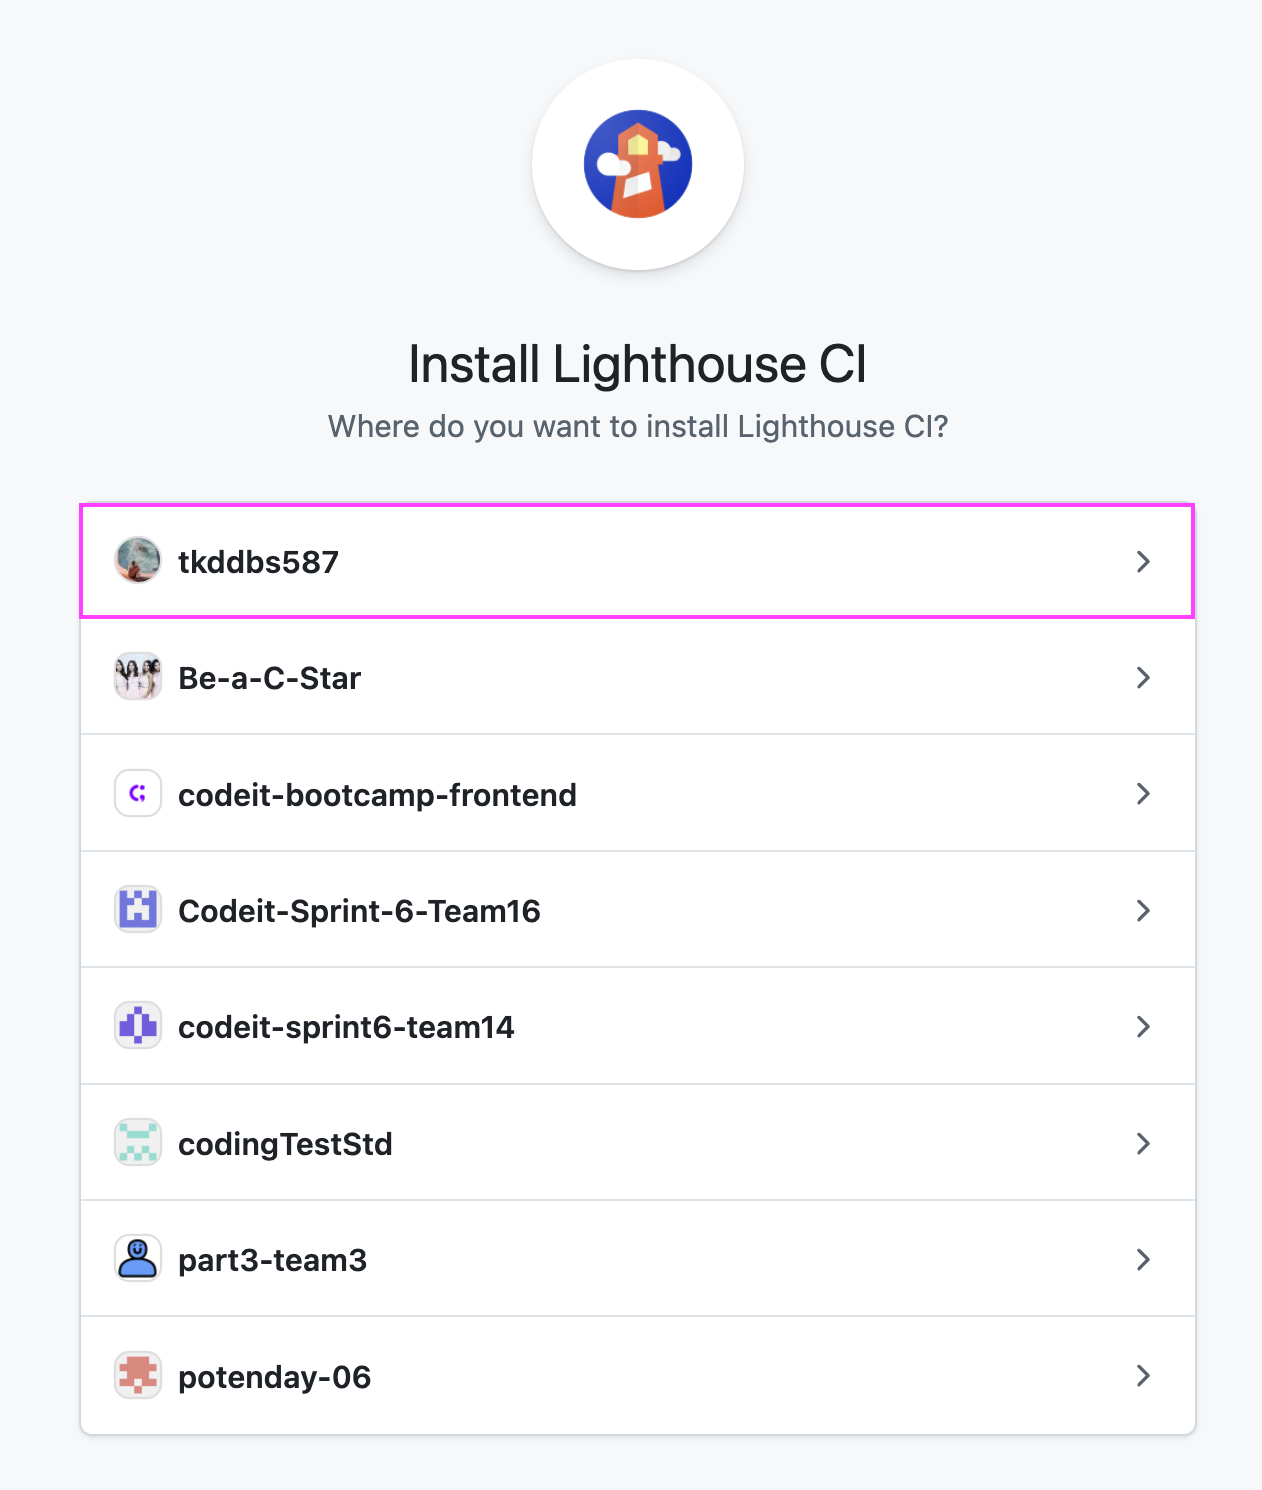 Install Lighthouse CI
Where do you want to install Lighthouse CI?
tkddbs587
Be-a-C-Star
codeit-bootcamp-frontend
Codeit-Sprint-6-Team16
codeit-sprint6-team14
codingTestStd
part3-team3
potenday-06